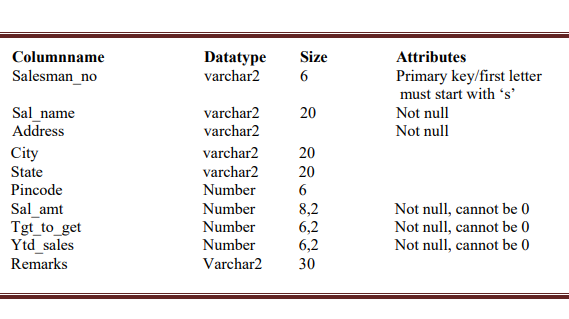 Columnname Datatype Size Attributes
Salesman_no varchar2 6 Primary key/first letter
must start with ‘s’
Sal_name varchar2 20 Not null
Address varchar2 Not null
City varchar2 20
State varchar2 20
Pincode Number 6
Sal_amt Number 8,2 Not null, cannot be 0
Tgt_to_get Number 6,2 Not null, cannot be 0
Ytd_sales Number 6,2 Not null, cannot be 0
Remarks Varchar2 30